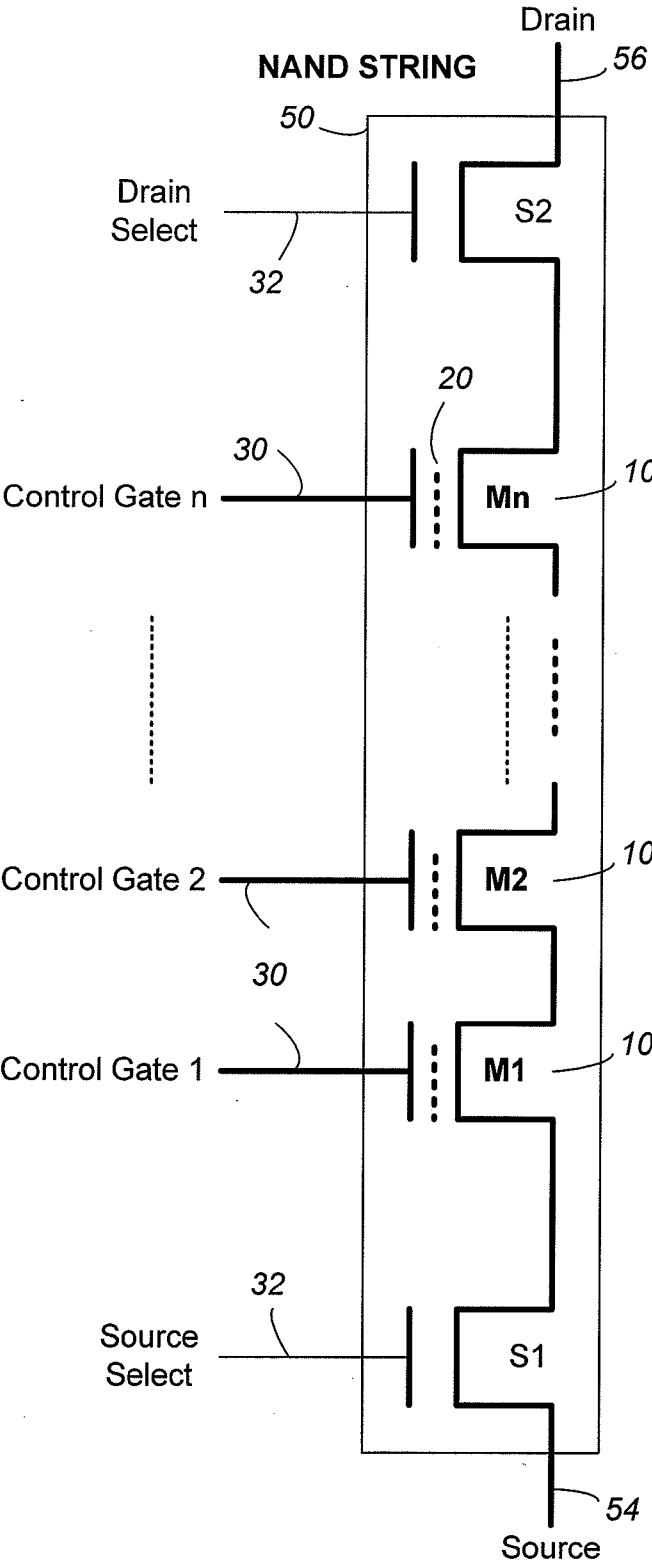 Drain
56
NAND STRING
50
Drain
Select
S2
32
20
30
10
Control Gate n
Mn
10
Control Gate 2
M2
30
10
Control Gate 1
M1
32
Source
Select
S1
54
Source